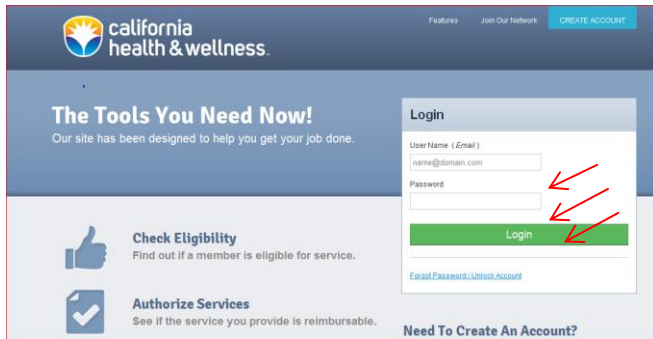 california
health & wellness.
Features Join Our Network CREATE ACCOUNT
The Tools You Need Now!
Our site has been designed to help you get your job done.
Login
User Name (Email)
name@domain.com
Password
Login
Forgot Password / Unlock Account
Check Eligibility
Find out if a member is eligible for service.
Authorize Services
See if the service you provide is reimbursable.
Need To Create An Account?